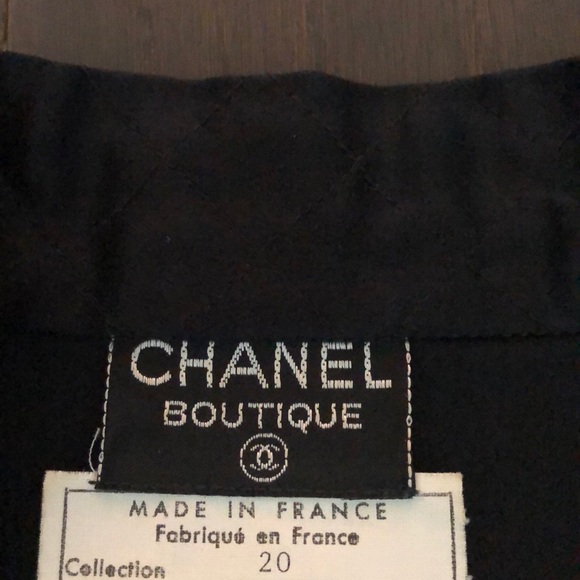 CHANEL
BOUTIQUE
MADE IN FRANCE
Fabriqué en France
Collection 20